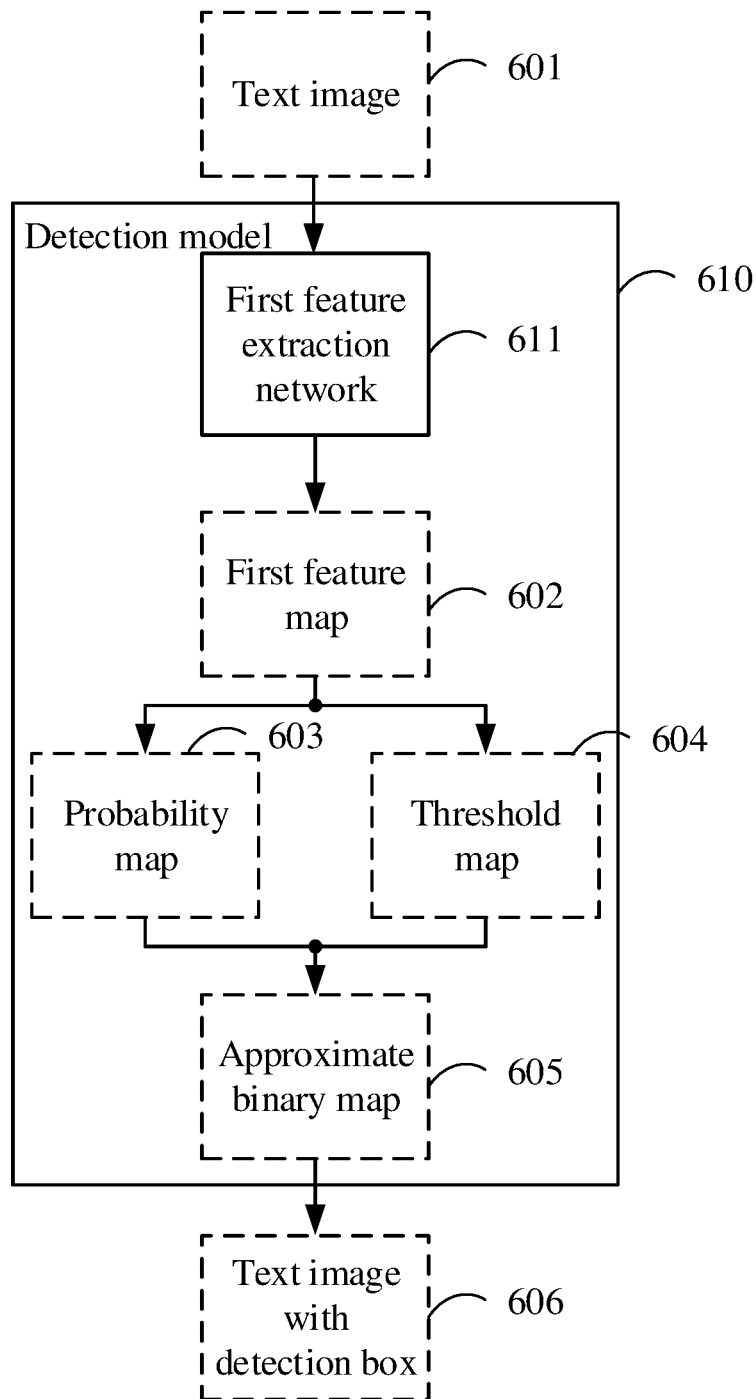 Text image
601
Detection model
610
First feature
extraction
network
611
First feature
map
602
603
604
Probability
map
Threshold
map
Approximate
binary map
605
Text image
with
detection box
606